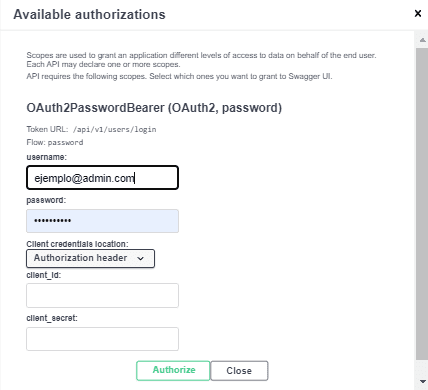 Available authorizations
×
Scopes are used to grant an application different levels of access to data on behalf of the end user.
Each API may declare one or more scopes.
API requires the following scopes. Select which ones you want to grant to Swagger UI.
OAuth2PasswordBearer (OAuth2, password)
Token URL: /api/v1/users/login
Flow: password
username:
ejemplo@admin.com
password:
••••••••••
Client credentials location:
Authorization header
client_id:
client_secret:
Authorize Close